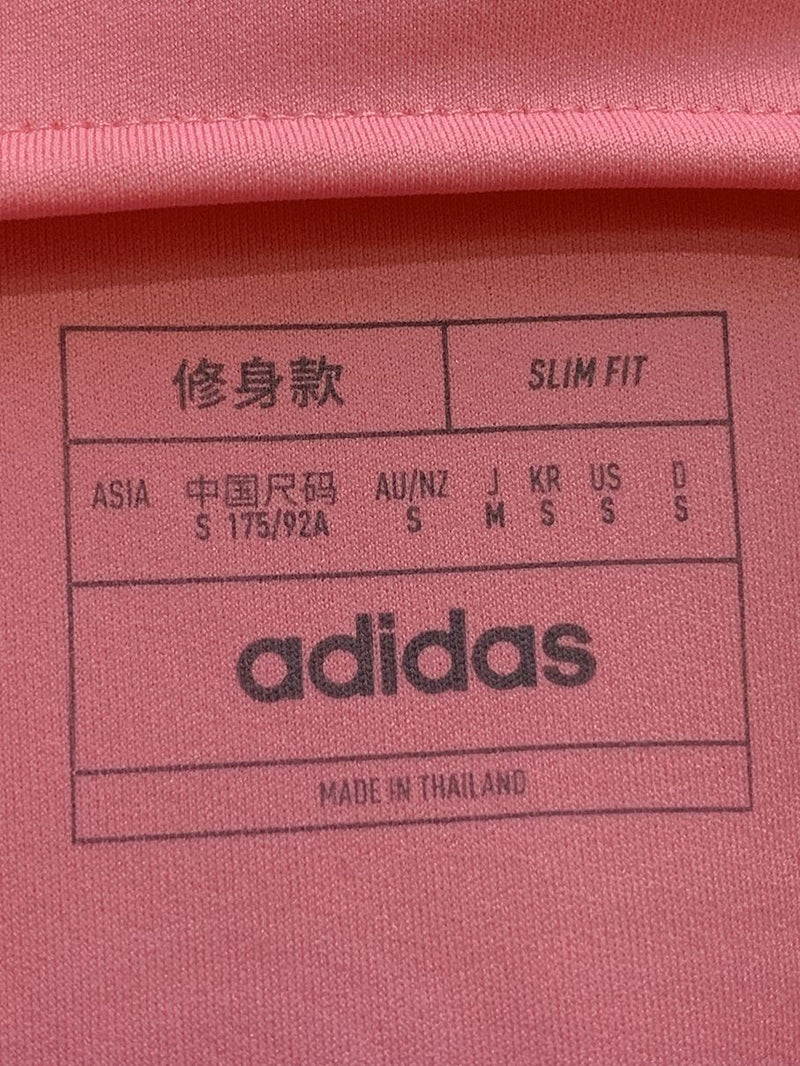 修身款 SLIM FIT
ASIA 中国尺码 AU/NZ J KR US D
S 175/92A S M S S S
adidas
MADE IN THAILAND